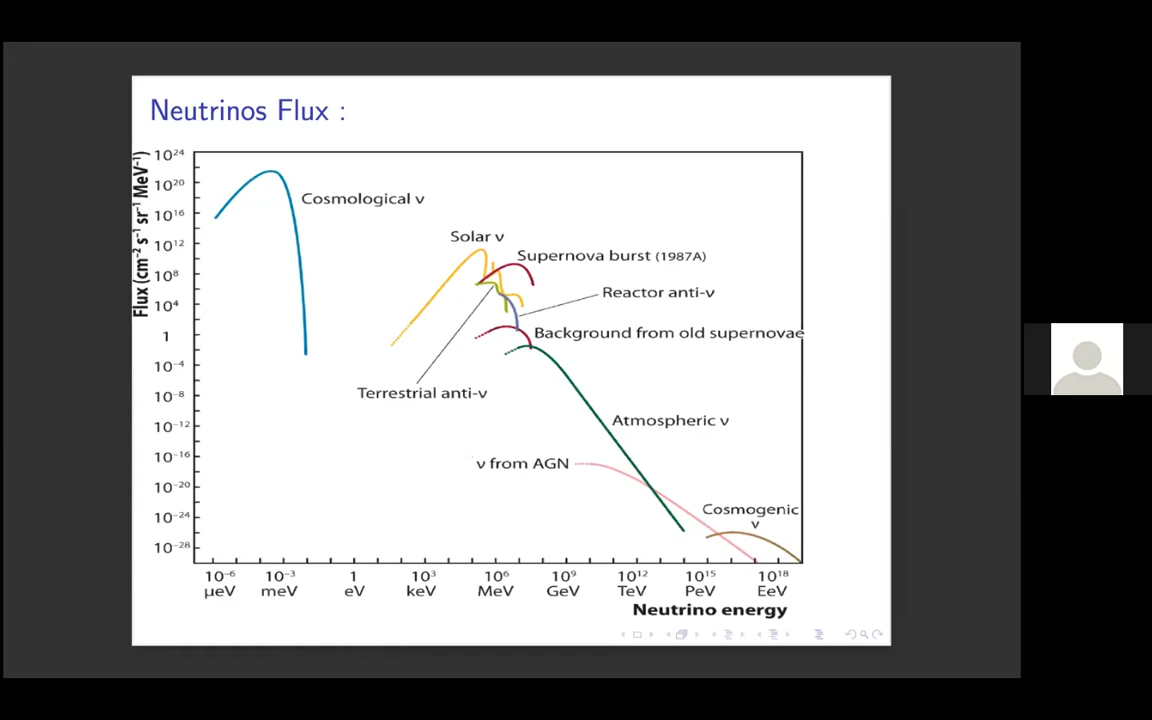 Neutrinos Flux :
Flux (cm⁻² s⁻¹ sr⁻¹ MeV⁻¹)
10²⁴
10²⁰
10¹⁶
10¹²
10⁸
10⁴
1
10⁻⁴
10⁻⁸
10⁻¹²
10⁻¹⁶
10⁻²⁰
10⁻²⁴
10⁻²⁸
Cosmological ν
Solar ν
Supernova burst (1987A)
Reactor anti-ν
Background from old supernovae
Terrestrial anti-ν
Atmospheric ν
ν from AGN
Cosmogenic
ν
10⁻⁶ 10⁻³ 1 10³ 10⁶ 10⁹ 10¹² 10¹⁵ 10¹⁸
μeV meV eV keV MeV GeV TeV PeV EeV
Neutrino energy